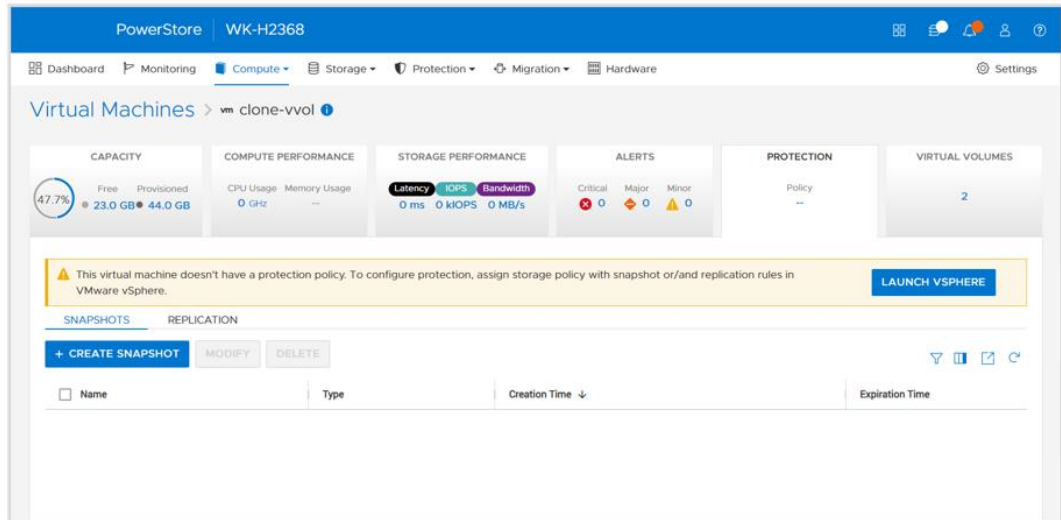 PowerStore WK-H2368
Dashboard Monitoring Compute Storage Protection Migration Hardware Settings
Virtual Machines > vm clone-vvol
CAPACITY
47.7%
Free Provisioned
23.0 GB 44.0 GB
COMPUTE PERFORMANCE
CPU Usage Memory Usage
0 GHz --
STORAGE PERFORMANCE
Latency IOPS Bandwidth
0 ms 0 kIOPS 0 MB/s
ALERTS
Critical Major Minor
0 0 0
PROTECTION
Policy
--
VIRTUAL VOLUMES
2
This virtual machine doesn't have a protection policy. To configure protection, assign storage policy with snapshot or/and replication rules in
VMware vSphere.
LAUNCH VSPHERE
SNAPSHOTS REPLICATION
+ CREATE SNAPSHOT MODIFY DELETE
Name Type Creation Time ↓ Expiration Time